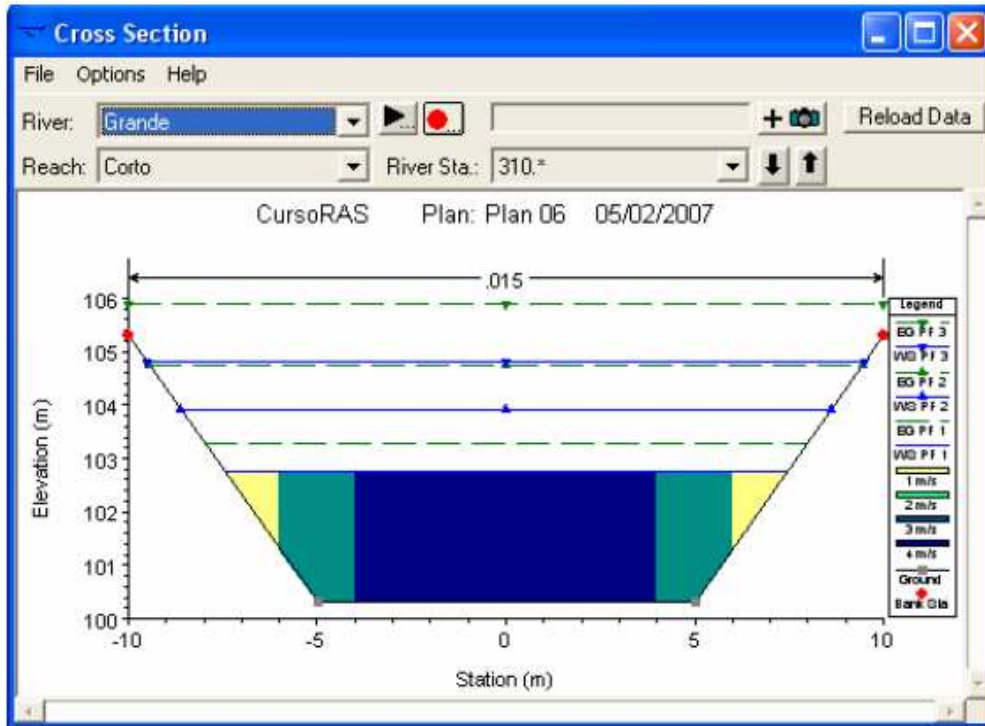 Cross Section
File Options Help
River: Grande
Reload Data
Reach: Corto River Sta.: 310.*
CursoRAS Plan: Plan 06 05/02/2007
.015
106
105
104
103
102
101
100
Elevation (m)
-10 -5 0 5 10
Station (m)
Legend
EG PF 3
WS PF 3
EG PF 2
WS PF 2
EG PF 1
WS PF 1
1 m/s
2 m/s
3 m/s
4 m/s
Ground
Bank Sta